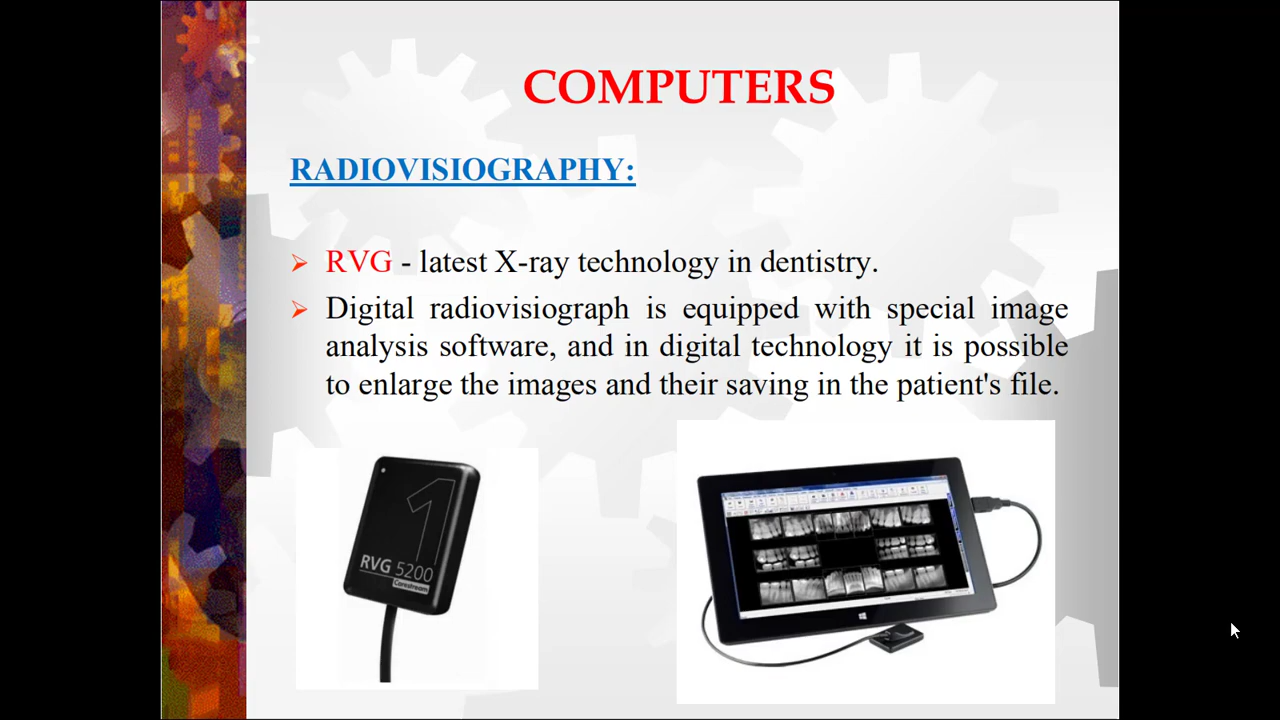 COMPUTERS
RADIOVISIOGRAPHY:
RVG - latest X-ray technology in dentistry.
Digital radiovisiograph is equipped with special image
analysis software, and in digital technology it is possible
to enlarge the images and their saving in the patient's file.
1
RVG 5200
Carestream